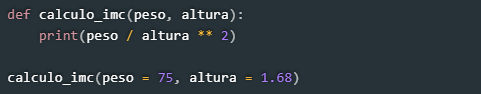 def calculo_imc(peso, altura):
    print(peso / altura ** 2)

calculo_imc(peso = 75, altura = 1.68)